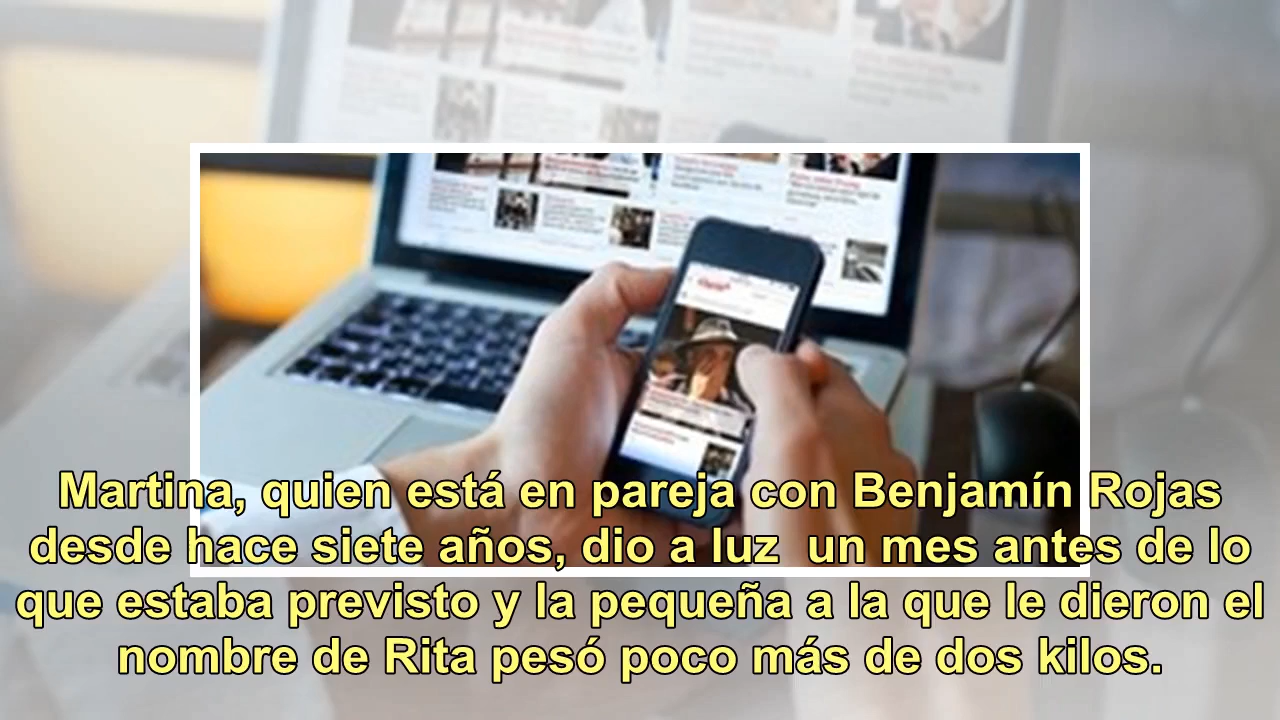 Martina, quien está en pareja con Benjamín Rojas
desde hace siete años, dio a luz  un mes antes de lo
que estaba previsto y la pequeña a la que le dieron el
nombre de Rita pesó poco más de dos kilos.